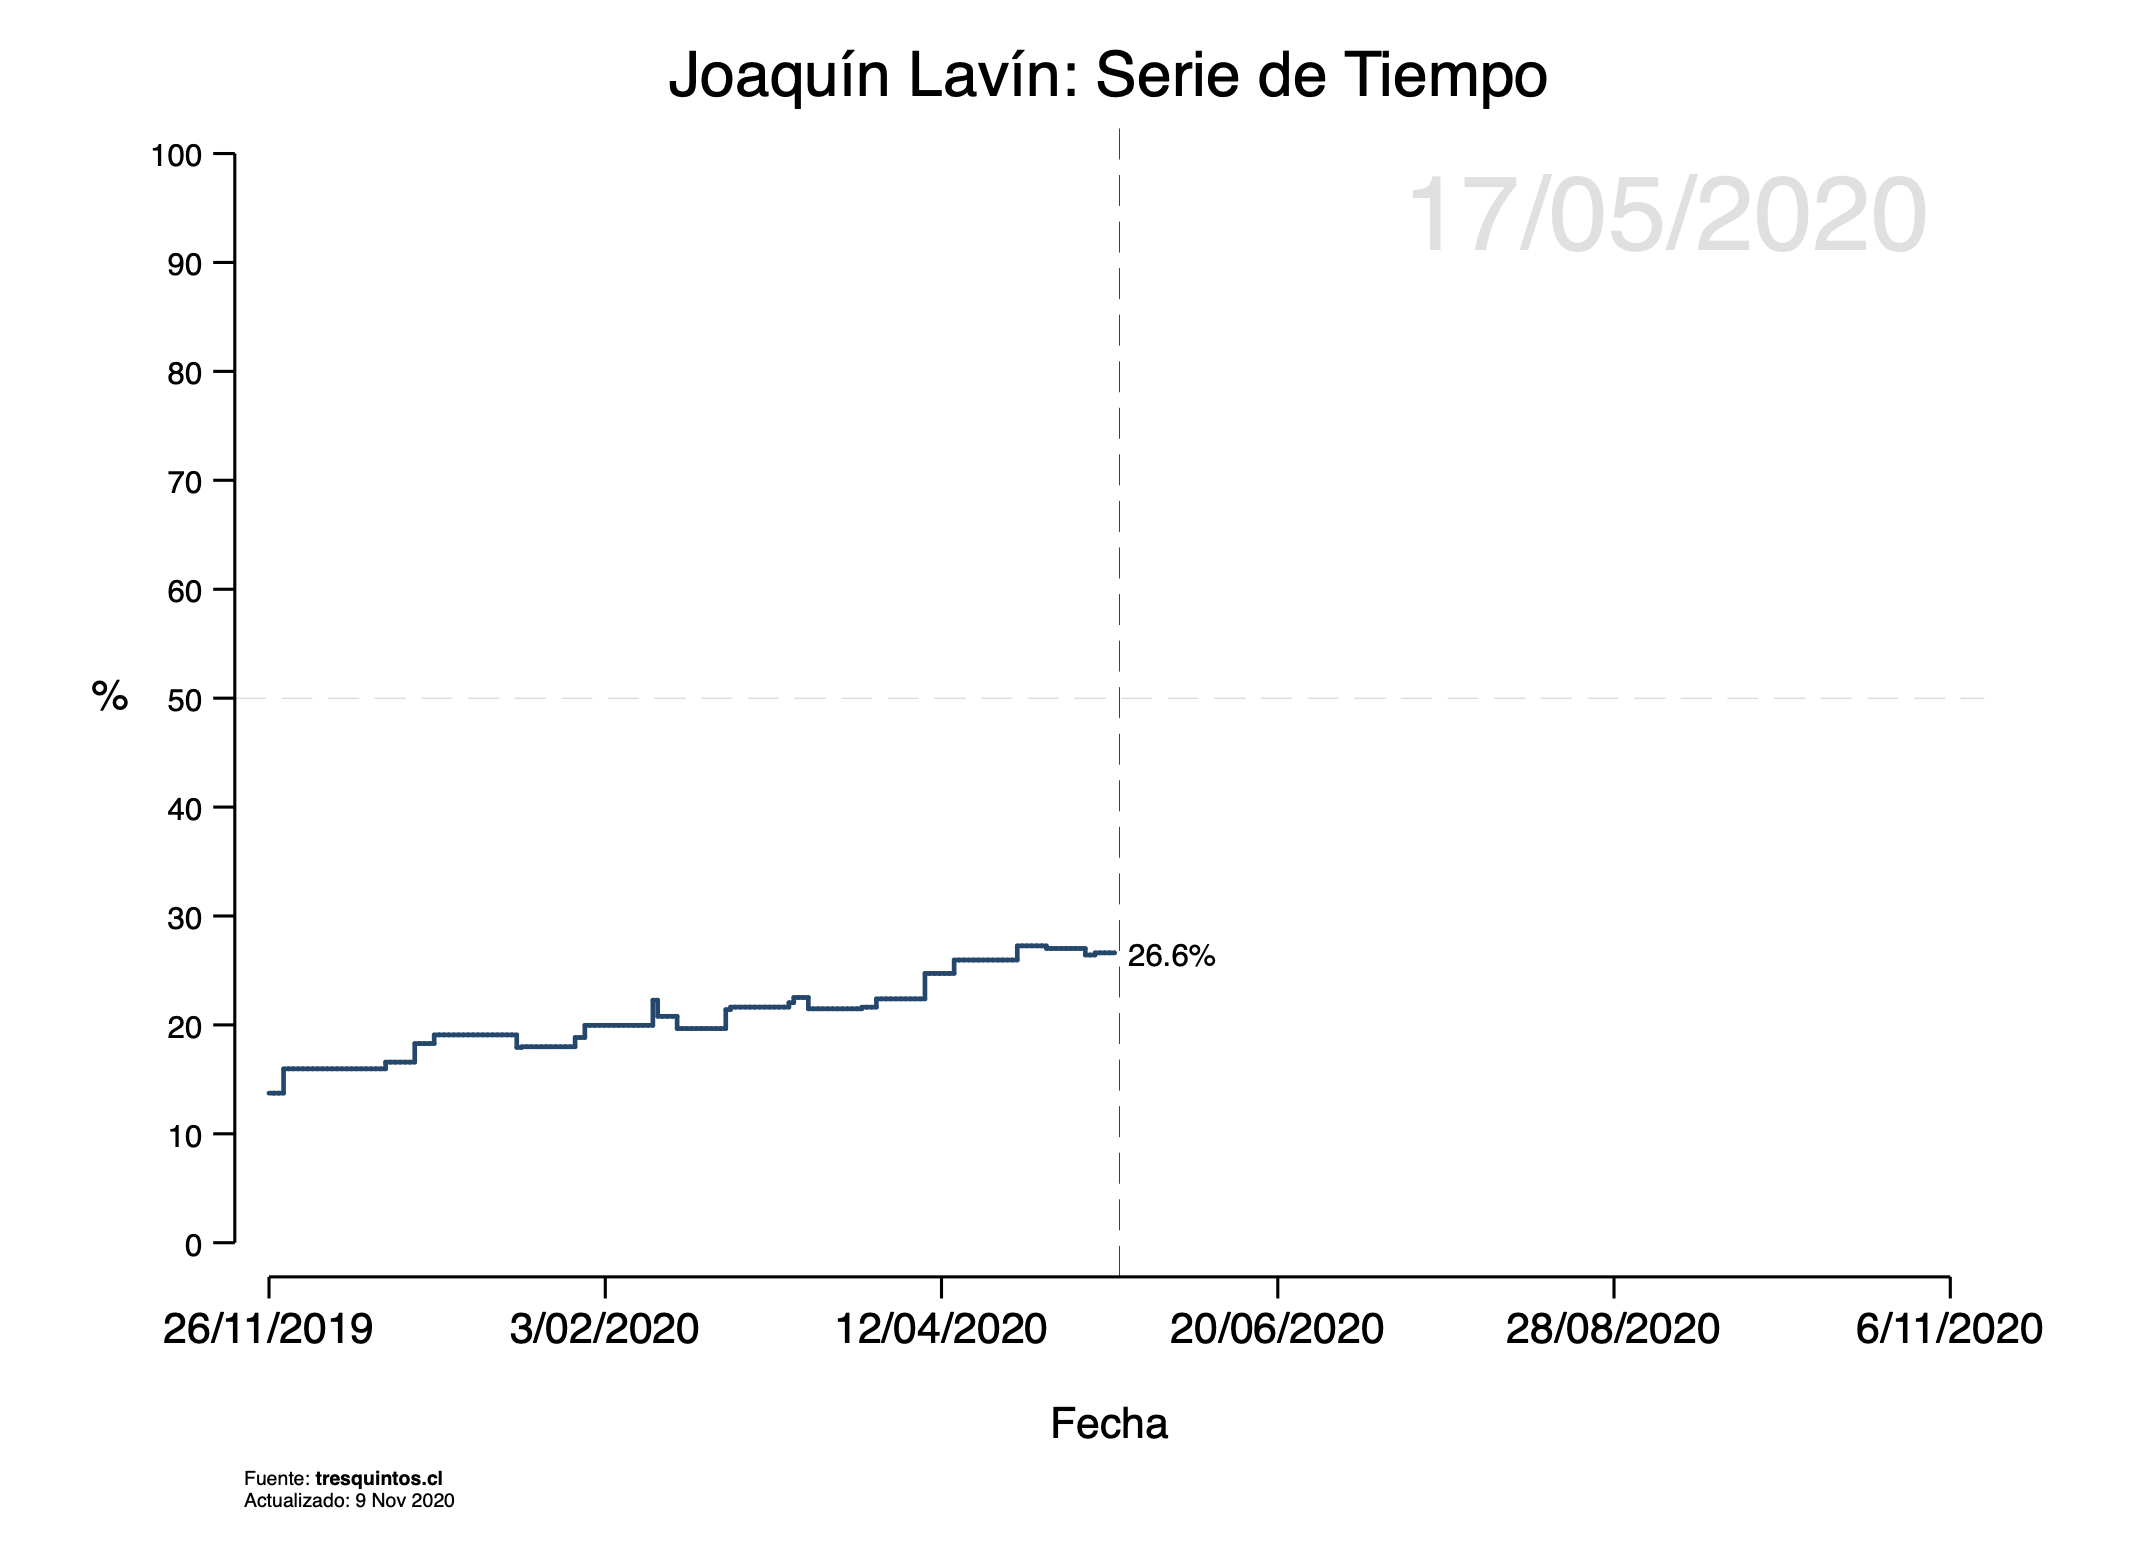 Joaquín Lavín: Serie de Tiempo
17/05/2020
100
90
80
70
60
50
40
30
20
10
0
%
26.6%
26/11/2019 3/02/2020 12/04/2020 20/06/2020 28/08/2020 6/11/2020
Fecha
Fuente: tresquintos.cl
Actualizado: 9 Nov 2020